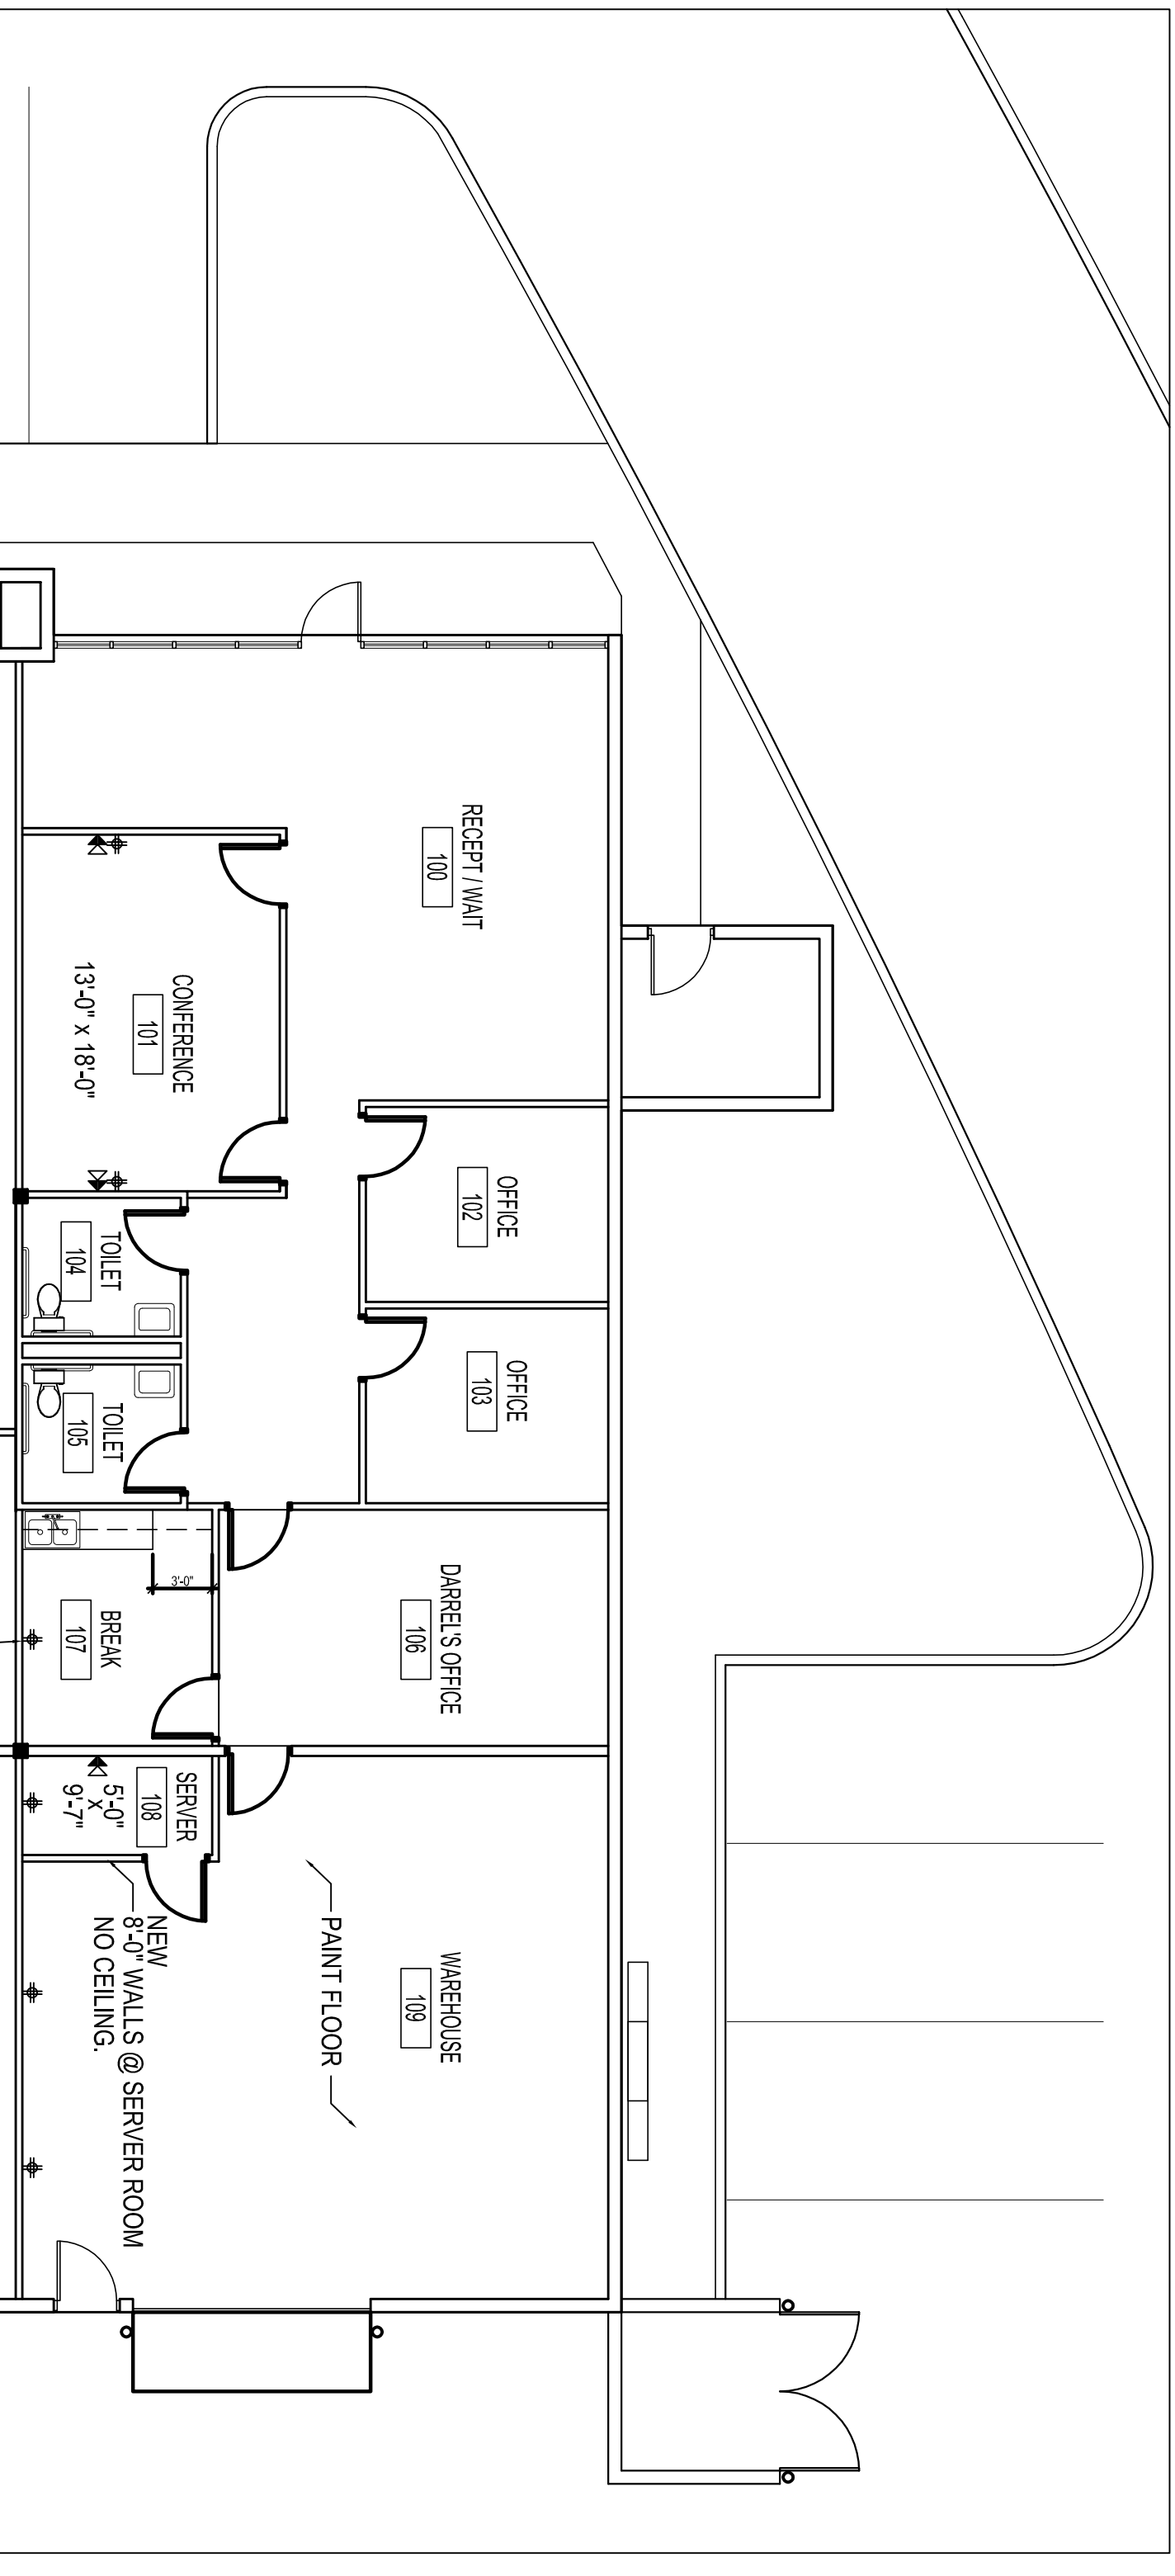 RECEPT / WAIT
100
CONFERENCE
101
13'-0" x 18'-0"
OFFICE
102
OFFICE
103
TOILET
104
TOILET
105
DARREL'S OFFICE
106
3'-0"
BREAK
107
SERVER
108
5'-0"
x
9'-7"
WAREHOUSE
109
PAINT FLOOR
NEW
8'-0" WALLS @ SERVER ROOM
NO CEILING.